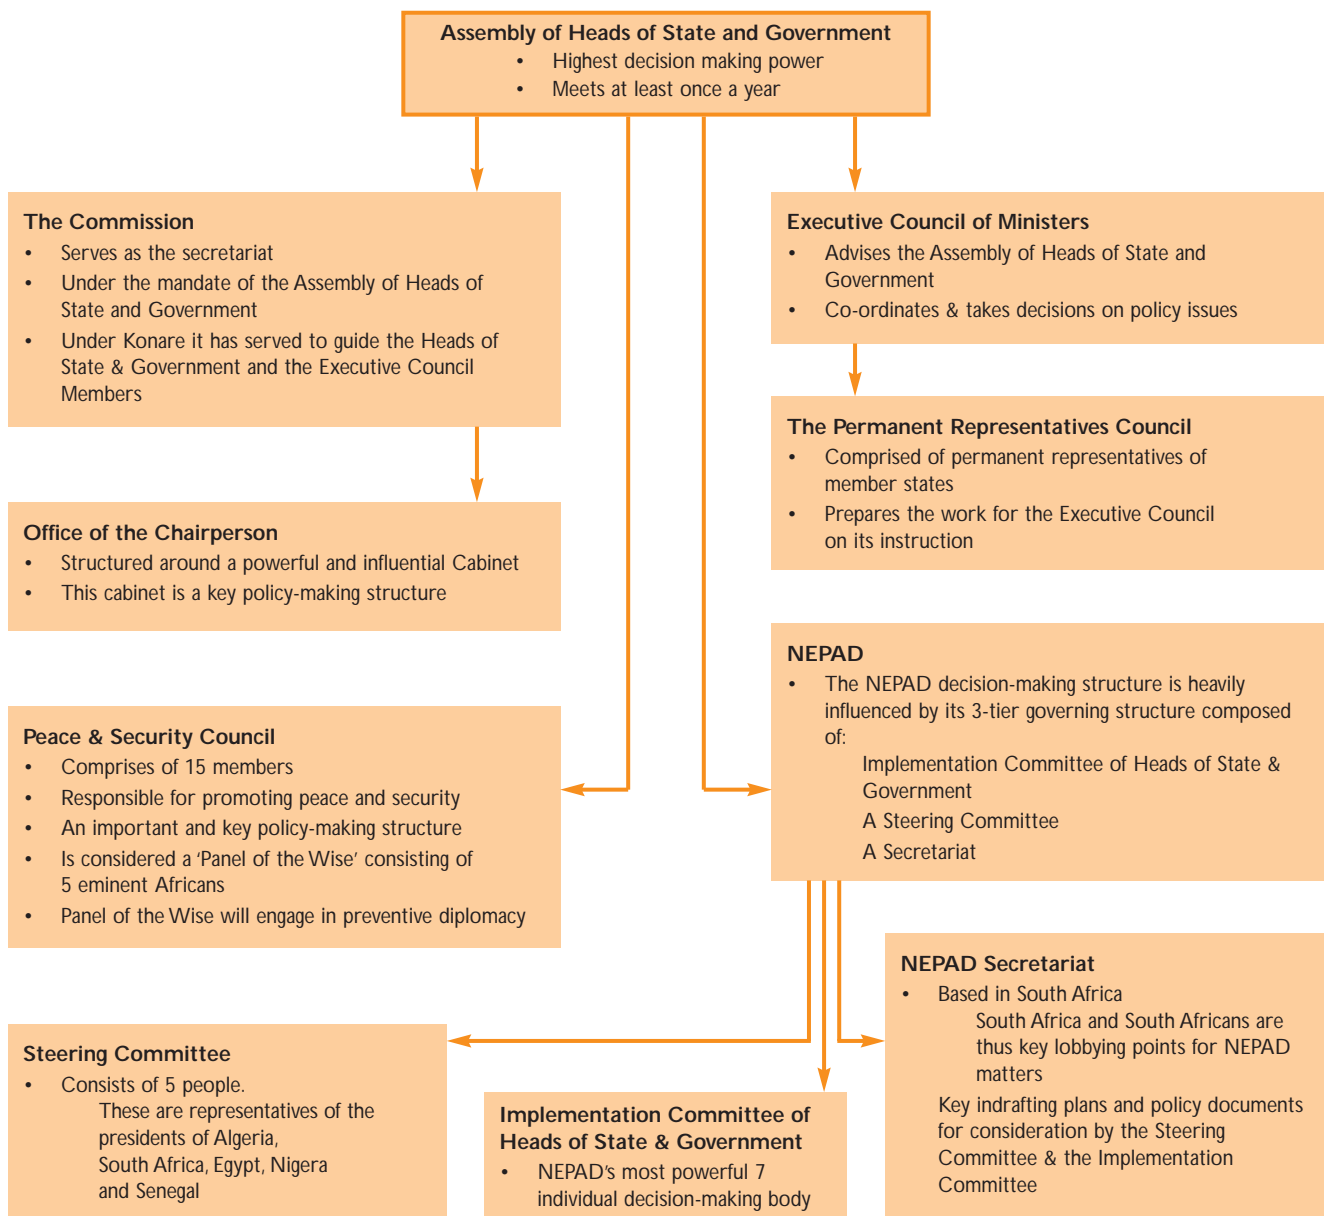 Assembly of Heads of State and Government
• Highest decision making power
• Meets at least once a year
The Commission
• Serves as the secretariat
• Under the mandate of the Assembly of Heads of
State and Government
• Under Konare it has served to guide the Heads of
State & Government and the Executive Council
Members
Executive Council of Ministers
• Advises the Assembly of Heads of State and
Government
• Co-ordinates & takes decisions on policy issues
The Permanent Representatives Council
• Comprised of permanent representatives of
member states
• Prepares the work for the Executive Council
on its instruction
Office of the Chairperson
• Structured around a powerful and influential Cabinet
• This cabinet is a key policy-making structure
NEPAD
• The NEPAD decision-making structure is heavily
influenced by its 3-tier governing structure composed
of:
Implementation Committee of Heads of State &
Government
A Steering Committee
A Secretariat
Peace & Security Council
• Comprises of 15 members
• Responsible for promoting peace and security
• An important and key policy-making structure
• Is considered a ‘Panel of the Wise’ consisting of
5 eminent Africans
• Panel of the Wise will engage in preventive diplomacy
NEPAD Secretariat
• Based in South Africa
South Africa and South Africans are
thus key lobbying points for NEPAD
matters
Key indrafting plans and policy documents
for consideration by the Steering
Committee & the Implementation
Committee
Steering Committee
• Consists of 5 people.
These are representatives of the
presidents of Algeria,
South Africa, Egypt, Nigera
and Senegal
Implementation Committee of
Heads of State & Government
• NEPAD’s most powerful 7
individual decision-making body